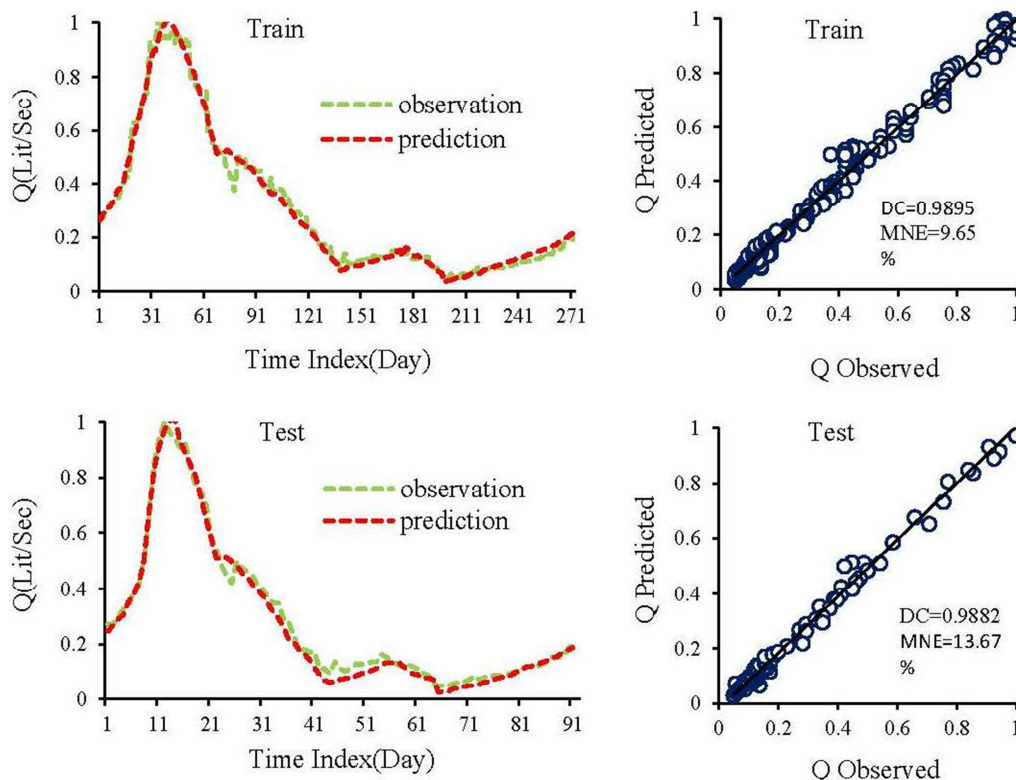 Train
Q(Lit/Sec)
1
0.8
0.6
0.4
0.2
0
observation
prediction
1 31 61 91 121 151 181 211 241 271
Time Index(Day)
Train
Q Predicted
1
0.8
0.6
0.4
0.2
0
DC=0.9895
MNE=9.65
%
0 0.2 0.4 0.6 0.8 1
Q Observed
Test
Q(Lit/Sec)
1
0.8
0.6
0.4
0.2
0
observation
prediction
1 11 21 31 41 51 61 71 81 91
Time Index(Day)
Test
Q Predicted
1
0.8
0.6
0.4
0.2
0
DC=0.9882
MNE=13.67
%
0 0.2 0.4 0.6 0.8 1
Q Observed